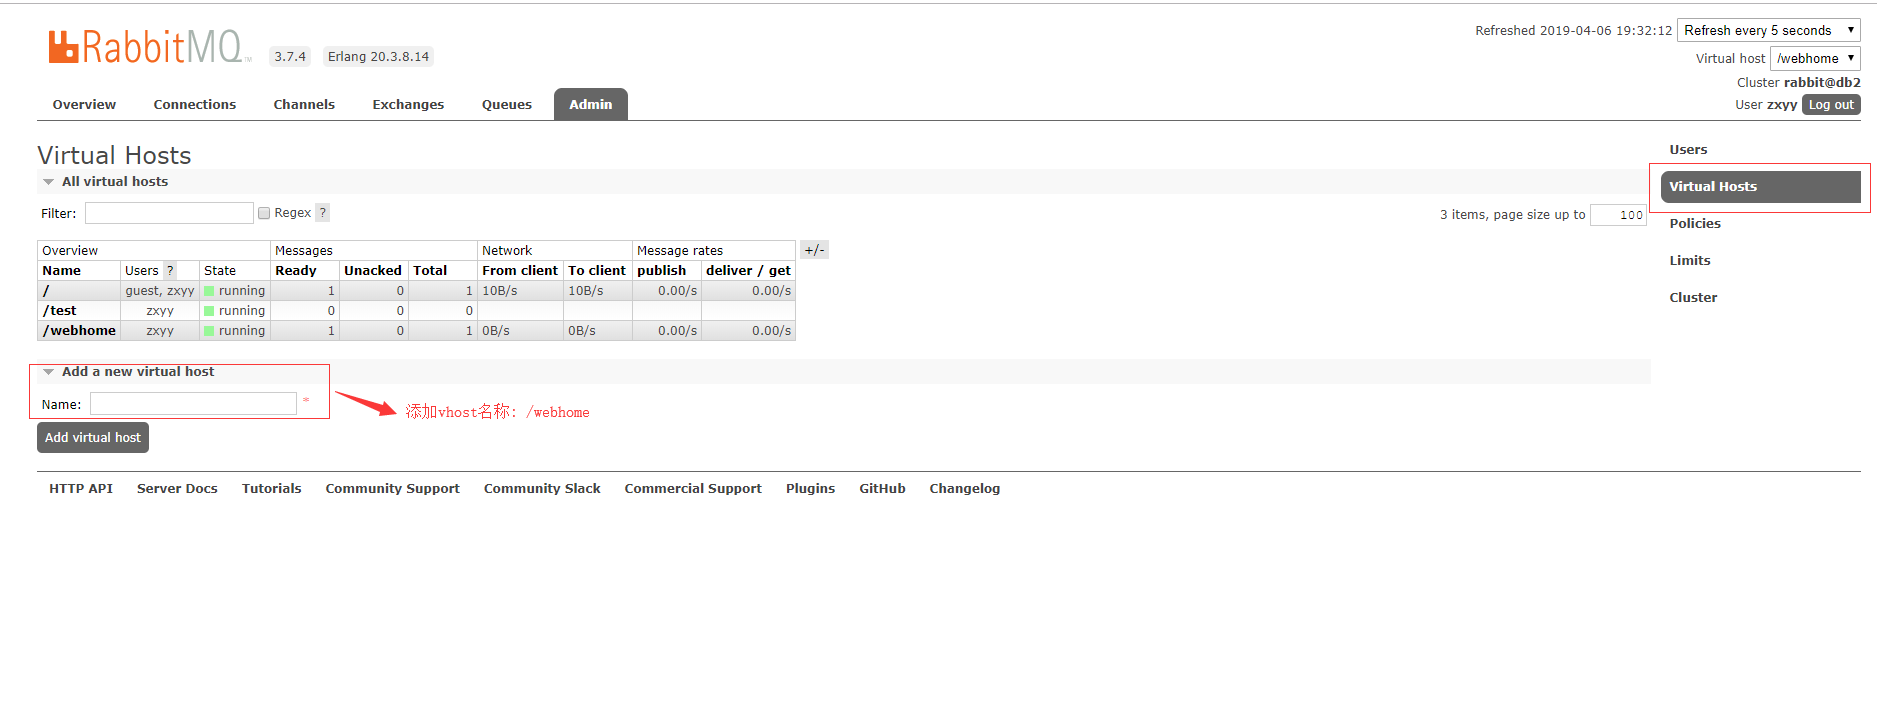 RabbitMQ TM 3.7.4 Erlang 20.3.8.14
Refreshed 2019-04-06 19:32:12 Refresh every 5 seconds
Virtual host /webhome
Cluster rabbit@db2
User zxyy Log out
Overview Connections Channels Exchanges Queues Admin
Virtual Hosts
All virtual hosts
Filter: Regex ?
3 items, page size up to 100
Overview Messages Network Message rates +/-
Name Users ? State Ready Unacked Total From client To client publish deliver / get
/ guest, zxyy running 1 0 1 10B/s 10B/s 0.00/s 0.00/s
/test zxyy running 0 0 0
/webhome zxyy running 1 0 1 0B/s 0B/s 0.00/s 0.00/s
Add a new virtual host
Name: *
添加vhost名称: /webhome
Add virtual host
Users
Virtual Hosts
Policies
Limits
Cluster
HTTP API Server Docs Tutorials Community Support Community Slack Commercial Support Plugins GitHub Changelog